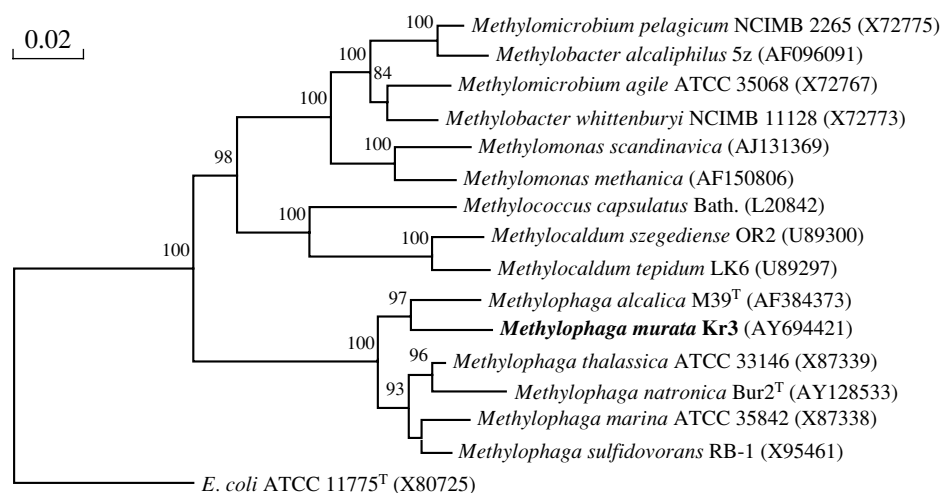 0.02
100
Methylomicrobium pelagicum NCIMB 2265 (X72775)
Methylobacter alcaliphilus 5z (AF096091)
100
84
Methylomicrobium agile ATCC 35068 (X72767)
Methylobacter whittenburyi NCIMB 11128 (X72773)
100
100
Methylomonas scandinavica (AJ131369)
Methylomonas methanica (AF150806)
98
Methylococcus capsulatus Bath. (L20842)
100
100
Methylocaldum szegediense OR2 (U89300)
Methylocaldum tepidum LK6 (U89297)
100
97
Methylophaga alcalica M39ᵀ (AF384373)
Methylophaga murata Kr3 (AY694421)
100
96
Methylophaga thalassica ATCC 33146 (X87339)
Methylophaga natronica Bur2ᵀ (AY128533)
93
Methylophaga marina ATCC 35842 (X87338)
Methylophaga sulfidovorans RB-1 (X95461)
E. coli ATCC 11775ᵀ (X80725)